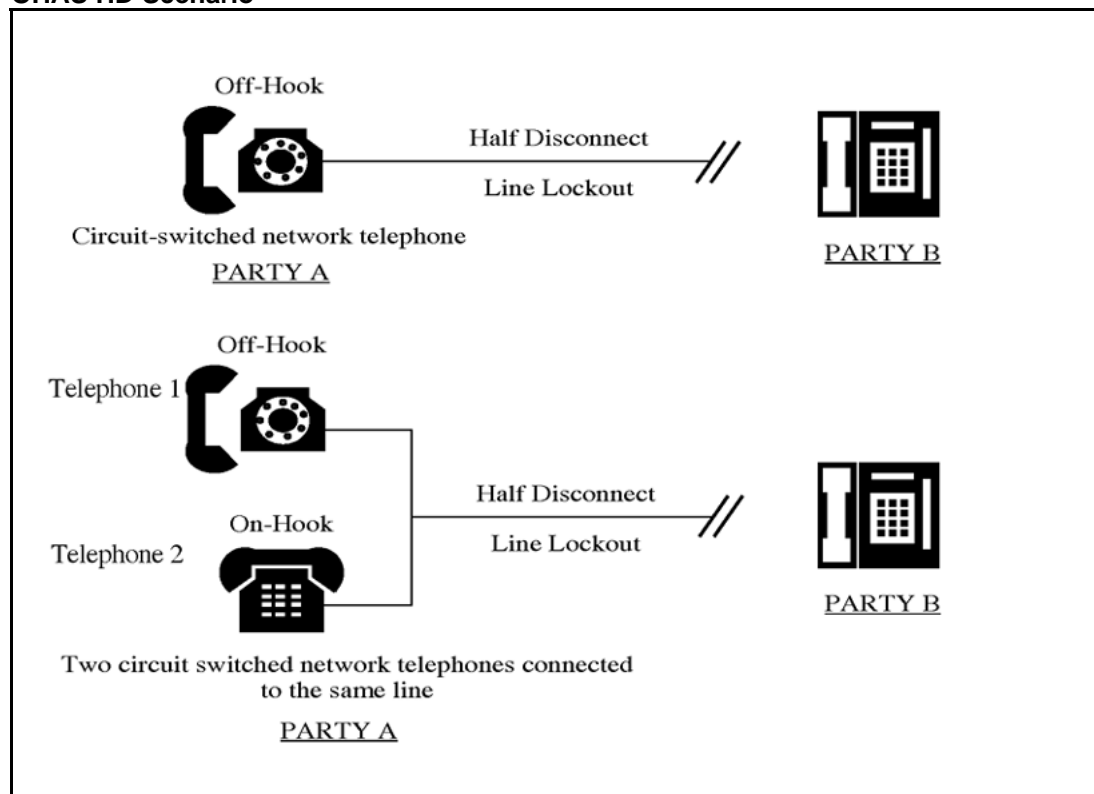 Off-Hook
Half Disconnect
Line Lockout
Circuit-switched network telephone
PARTY A
PARTY B
Off-Hook
Telephone 1
Half Disconnect
On-Hook
Line Lockout
Telephone 2
PARTY B
Two circuit switched network telephones connected
to the same line
PARTY A